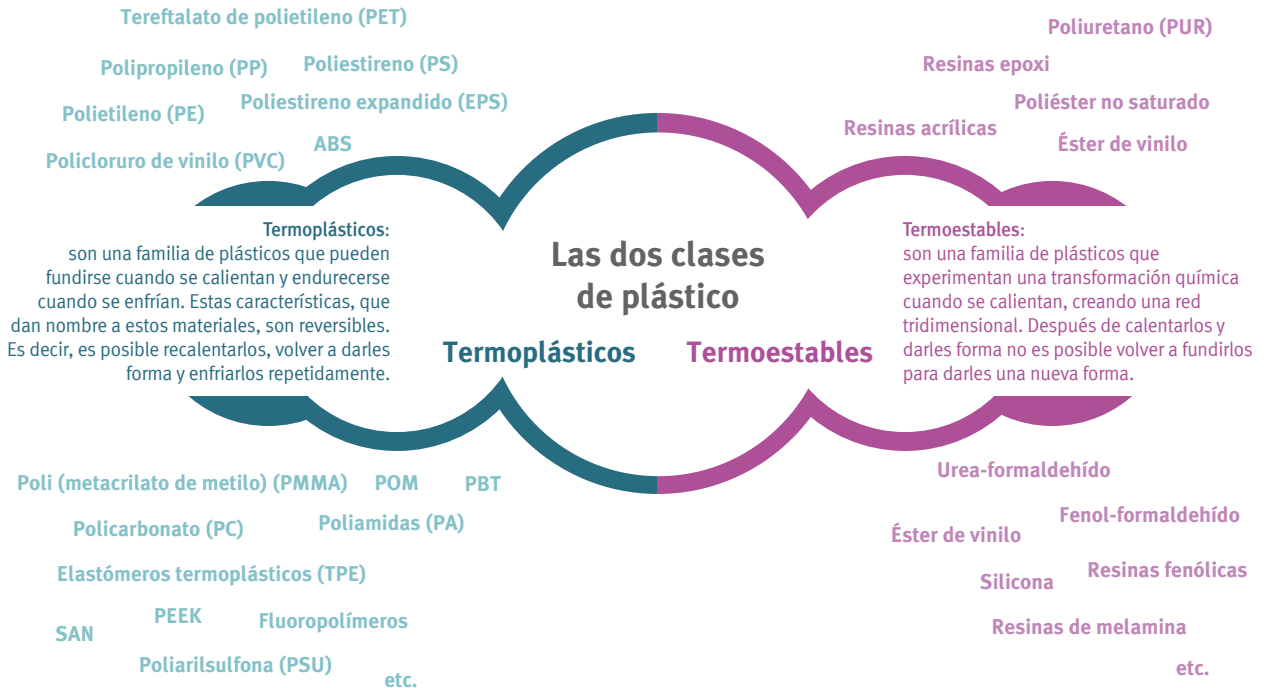 Tereftalato de polietileno (PET)
Polipropileno (PP)
Poliestireno (PS)
Polietileno (PE)
Poliestireno expandido (EPS)
ABS
Policloruro de vinilo (PVC)
Poliuretano (PUR)
Resinas epoxi
Poliéster no saturado
Resinas acrílicas
Éster de vinilo
Termoplásticos:
son una familia de plásticos que pueden
fundirse cuando se calientan y endurecerse
cuando se enfrían. Estas características, que
dan nombre a estos materiales, son reversibles.
Es decir, es posible recalentarlos, volver a darles
forma y enfriarlos repetidamente.
Las dos clases
de plástico
Termoplásticos
Termoestables
Termoestables:
son una familia de plásticos que
experimentan una transformación química
cuando se calientan, creando una red
tridimensional. Después de calentarlos y
darles forma no es posible volver a fundirlos
para darles una nueva forma.
Poli (metacrilato de metilo) (PMMA)
POM
PBT
Policarbonato (PC)
Poliamidas (PA)
Elastómeros termoplásticos (TPE)
PEEK
SAN
Fluoropolímeros
Poliarilsulfona (PSU)
etc.
Urea-formaldehído
Fenol-formaldehído
Éster de vinilo
Resinas fenólicas
Silicona
Resinas de melamina
etc.